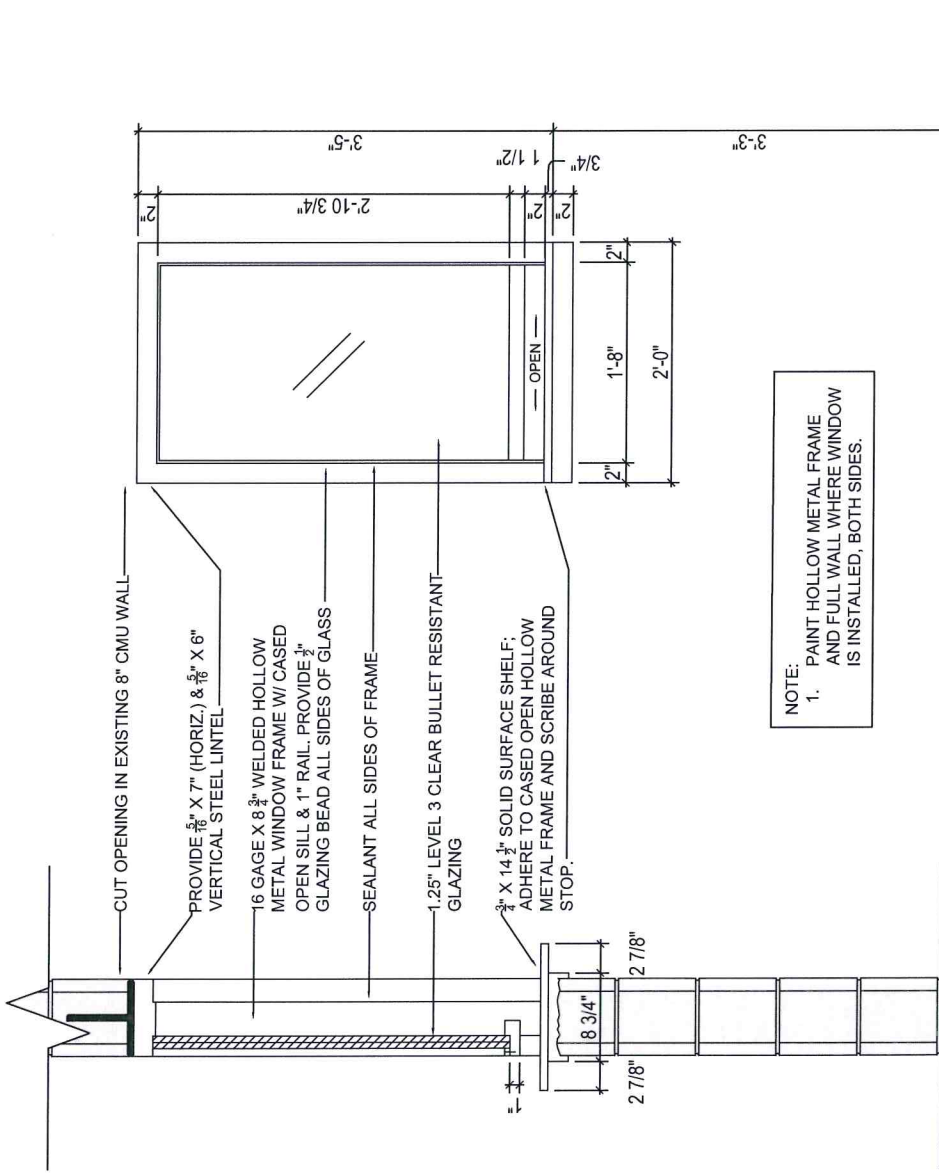 CUT OPENING IN EXISTING 8" CMU WALL
PROVIDE 5/16" X 7" (HORIZ.) & 5/16" X 6"
VERTICAL STEEL LINTEL
16 GAGE X 8 3/4" WELDED HOLLOW
METAL WINDOW FRAME W/ CASED
OPEN SILL & 1" RAIL. PROVIDE 1/2"
GLAZING BEAD ALL SIDES OF GLASS
SEALANT ALL SIDES OF FRAME
1.25" LEVEL 3 CLEAR BULLET RESISTANT
GLAZING
3/4" X 14 1/2" SOLID SURFACE SHELF;
ADHERE TO CASED OPEN HOLLOW
METAL FRAME AND SCRIBE AROUND
STOP.
1"
2 7/8"
8 3/4"
2 7/8"
OPEN
2"
2'-10 3/4"
1 1/2"
2"
3/4"
2"
3'-5"
3'-3"
2"
1'-8"
2"
2'-0"
NOTE:
1. PAINT HOLLOW METAL FRAME
AND FULL WALL WHERE WINDOW
IS INSTALLED, BOTH SIDES.